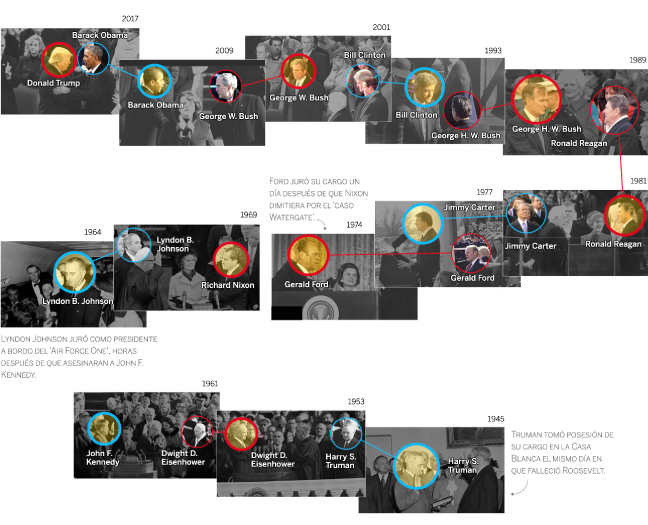 2017
Barack Obama
Donald Trump
2009
Barack Obama
George W. Bush
2001
Bill Clinton
George W. Bush
1993
Bill Clinton
George H. W. Bush
1989
George H. W. Bush
Ronald Reagan
1981
Jimmy Carter
Ronald Reagan
1977
Jimmy Carter
Gerald Ford
FORD JURÓ SU CARGO UN
DÍA DESPUÉS DE QUE NIXON
DIMITIERA POR EL 'CASO
WATERGATE'.
1974
Gerald Ford
1969
Lyndon B.
Johnson
Richard Nixon
1964
Lyndon B. Johnson
LYNDON JOHNSON JURÓ COMO PRESIDENTE
A BORDO DEL 'AIR FORCE ONE', HORAS
DESPUÉS DE QUE ASESINARAN A JOHN F.
KENNEDY.
1961
John F.
Kennedy
Dwight D.
Eisenhower
1953
Dwight D.
Eisenhower
Harry S.
Truman
1945
Harry S.
Truman
TRUMAN TOMÓ POSESIÓN DE
SU CARGO EN LA CASA
BLANCA EL MISMO DÍA EN
QUE FALLECIÓ ROOSEVELT.